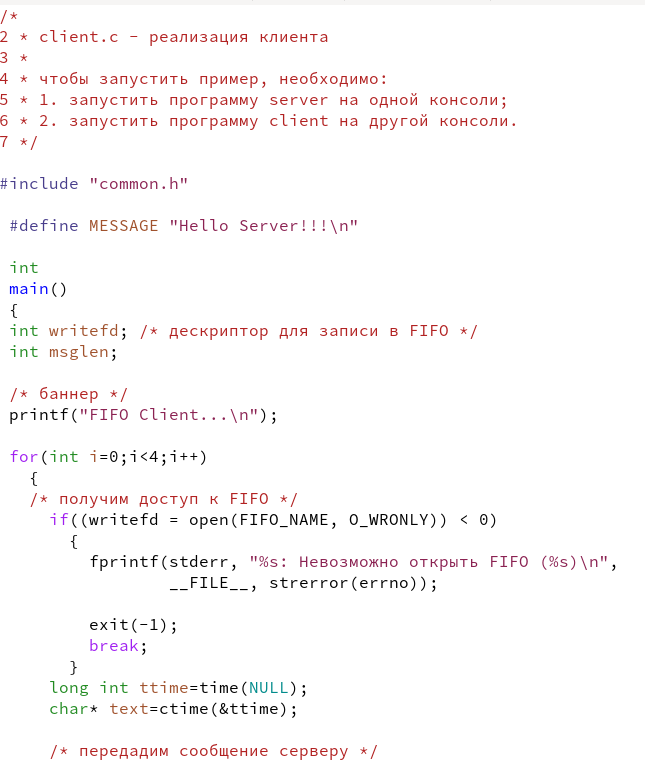 /*
2 * client.c - реализация клиента
3 *
4 * чтобы запустить пример, необходимо:
5 * 1. запустить программу server на одной консоли;
6 * 2. запустить программу client на другой консоли.
7 */
#include "common.h"
#define MESSAGE "Hello Server!!!\n"
int
main()
{
int writefd; /* дескриптор для записи в FIFO */
int msglen;
/* баннер */
printf("FIFO Client...\n");
for(int i=0;i<4;i++)
{
/* получим доступ к FIFO */
if((writefd = open(FIFO_NAME, O_WRONLY)) < 0)
{
fprintf(stderr, "%s: Невозможно открыть FIFO (%s)\n",
__FILE__, strerror(errno));
exit(-1);
break;
}
long int ttime=time(NULL);
char* text=ctime(&ttime);
/* передадим сообщение серверу */